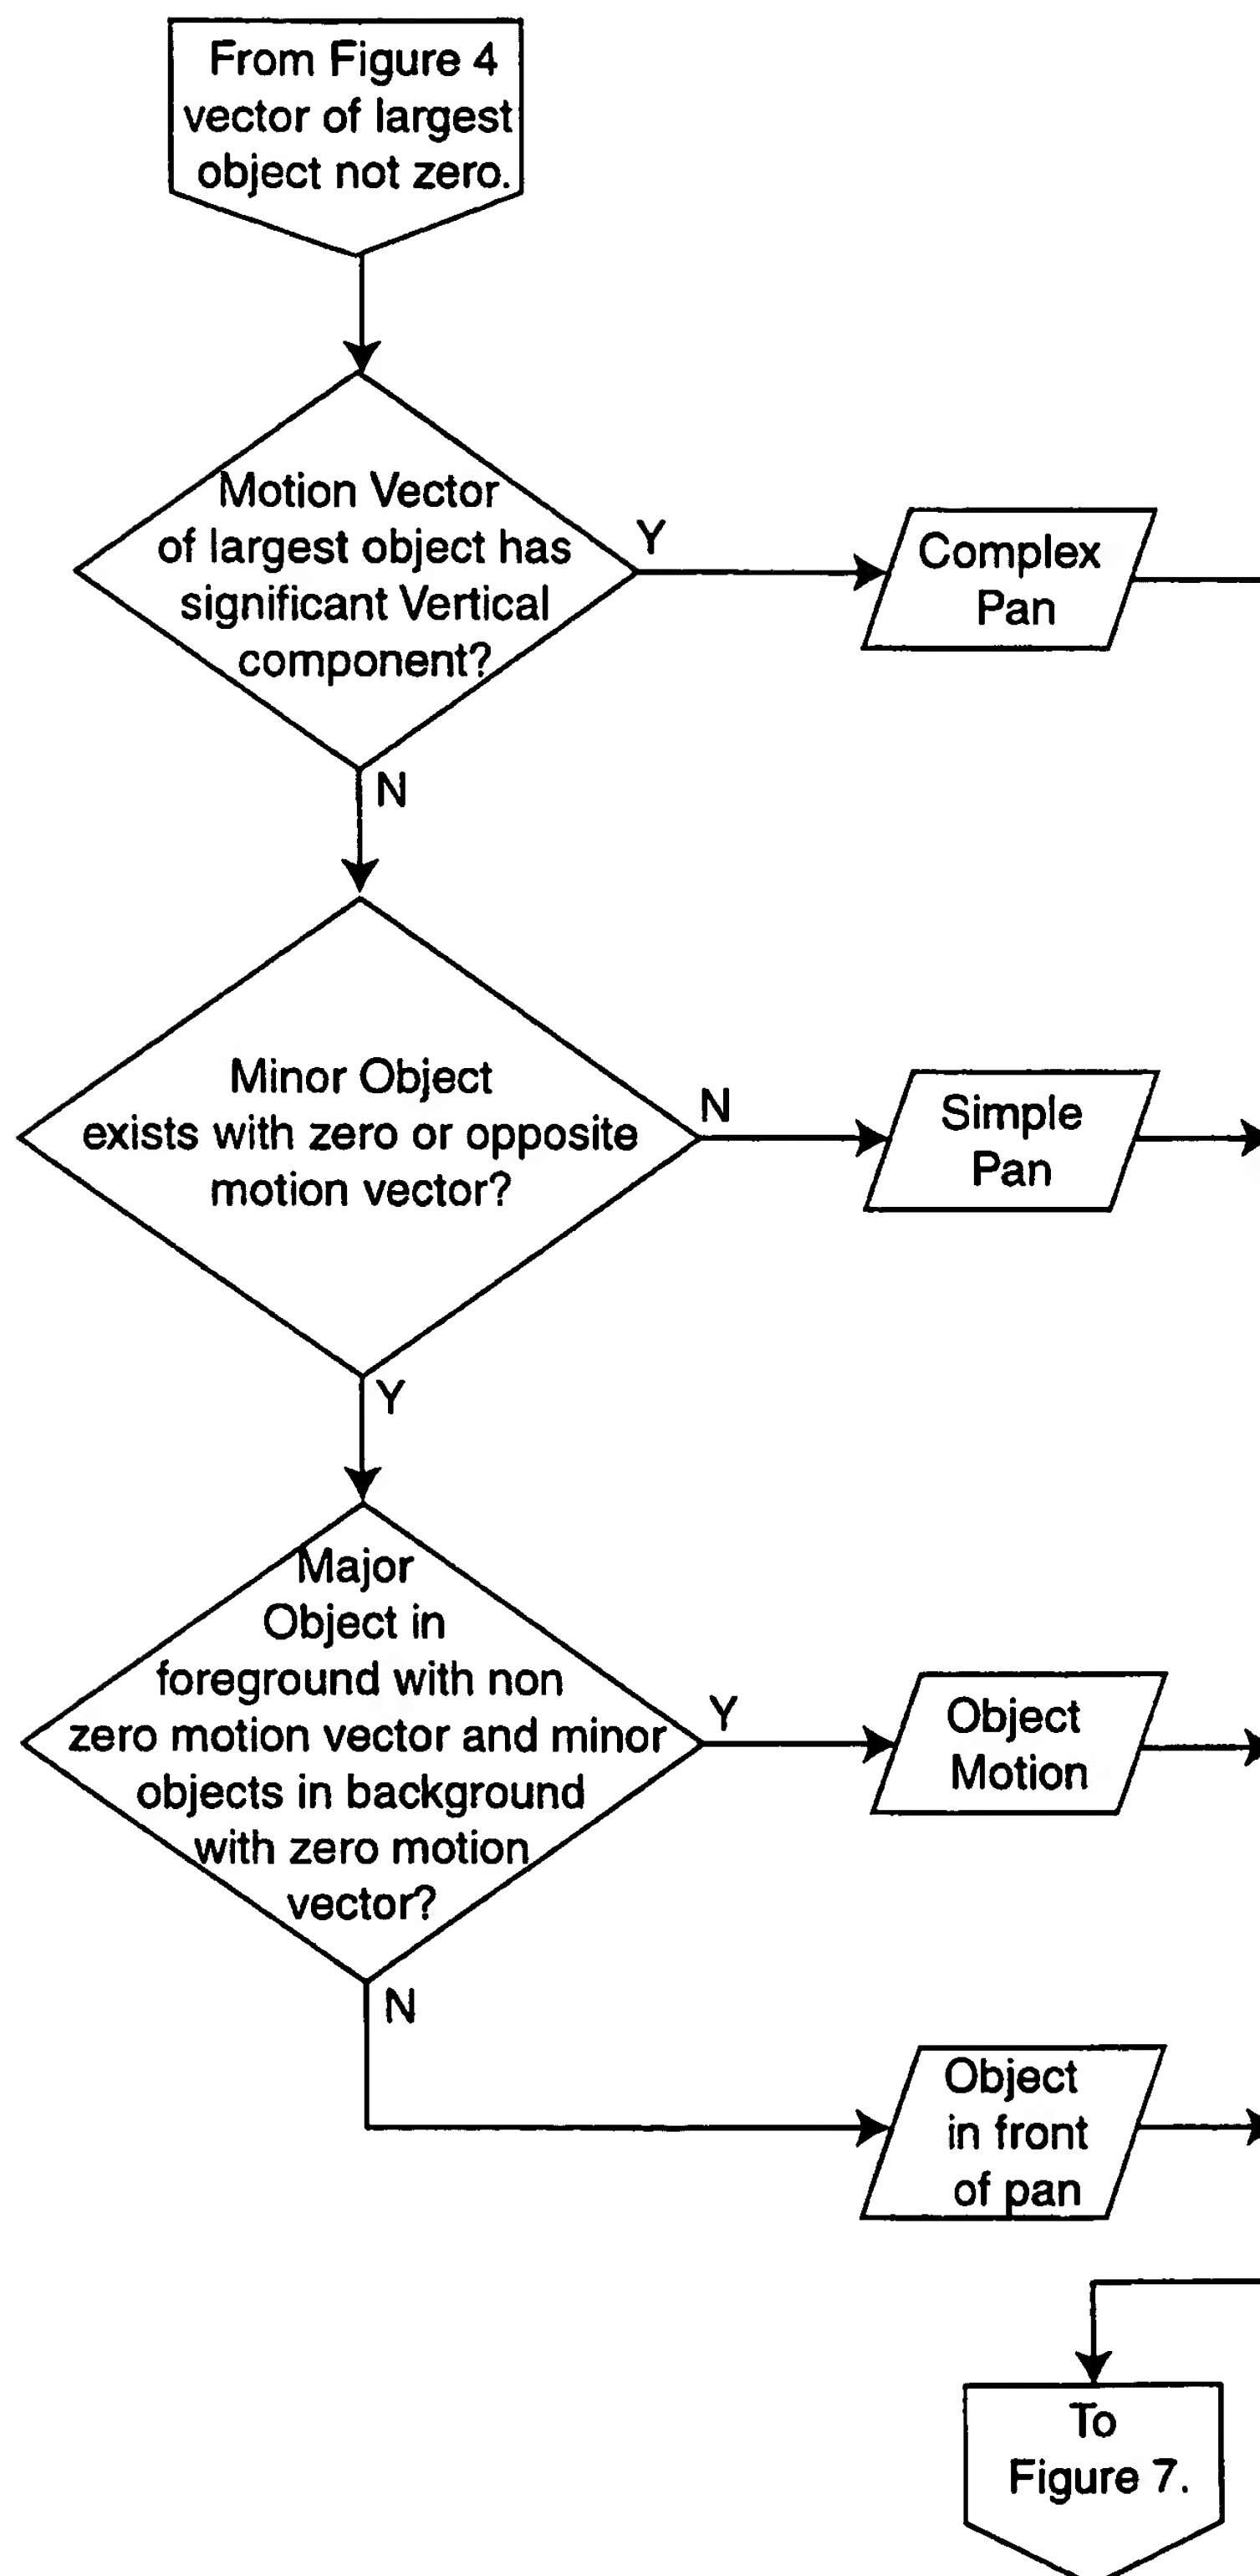 From Figure 4
vector of largest
object not zero.
Motion Vector
of largest object has
significant Vertical
component?
Y
Complex
Pan
N
Minor Object
exists with zero or opposite
motion vector?
N
Simple
Pan
Y
Major
Object in
foreground with non
zero motion vector and minor
objects in background
with zero motion
vector?
Y
Object
Motion
N
Object
in front
of pan
To
Figure 7.